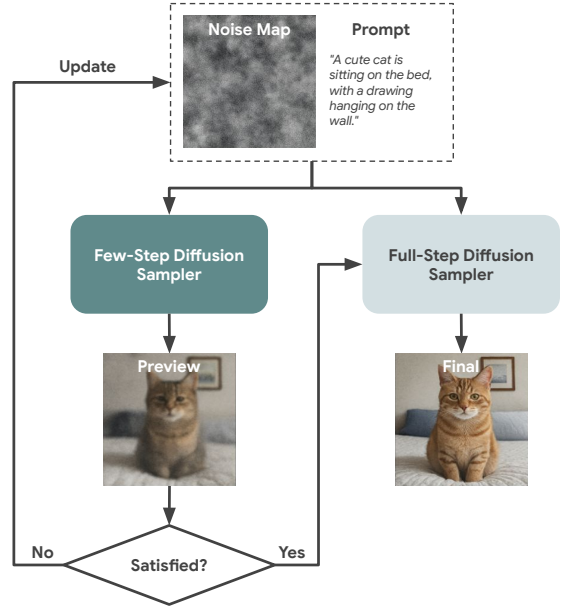 Noise Map
Prompt
"A cute cat is
sitting on the bed,
with a drawing
hanging on the
wall."
Update
Few-Step Diffusion
Sampler
Full-Step Diffusion
Sampler
Preview
Final
No
Satisfied?
Yes